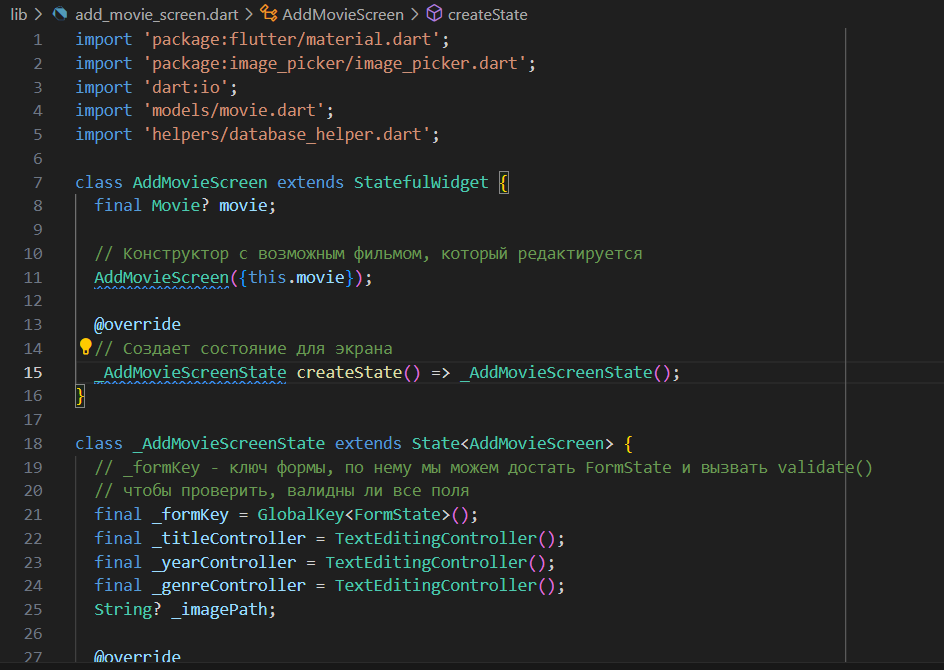 lib > add_movie_screen.dart > AddMovieScreen > createState
1 import 'package:flutter/material.dart';
2 import 'package:image_picker/image_picker.dart';
3 import 'dart:io';
4 import 'models/movie.dart';
5 import 'helpers/database_helper.dart';
6
7 class AddMovieScreen extends StatefulWidget {
8 final Movie? movie;
9
10 // Конструктор с возможным фильмом, который редактируется
11 AddMovieScreen({this.movie});
12
13 @override
14 // Создает состояние для экрана
15 _AddMovieScreenState createState() => _AddMovieScreenState();
16 }
17
18 class _AddMovieScreenState extends State<AddMovieScreen> {
19 // _formKey - ключ формы, по нему мы можем достать FormState и вызвать validate()
20 // чтобы проверить, валидны ли все поля
21 final _formKey = GlobalKey<FormState>();
22 final _titleController = TextEditingController();
23 final _yearController = TextEditingController();
24 final _genreController = TextEditingController();
25 String? _imagePath;
26
27 @override